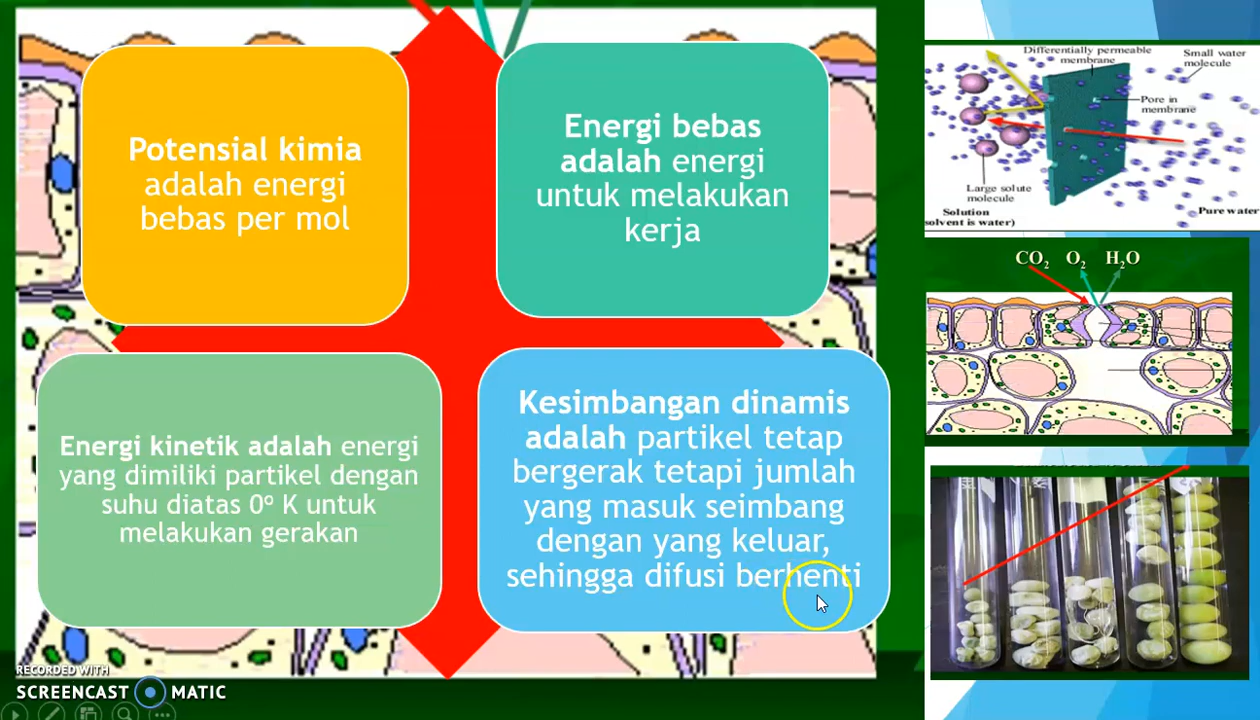 Potensial kimia
adalah energi
bebas per mol
Energi bebas
adalah energi
untuk melakukan
kerja
Energi kinetik adalah energi
yang dimiliki partikel dengan
suhu diatas 0º K untuk
melakukan gerakan
Kesimbangan dinamis
adalah partikel tetap
bergerak tetapi jumlah
yang masuk seimbang
dengan yang keluar,
sehingga difusi berhenti
Differentially permeable
membrane
Small water
molecule
Pore in
membrane
Large solute
molecule
Solution
solvent is water)
Pure water
CO₂ O₂ H₂O
RECORDED WITH
SCREENCAST MATIC